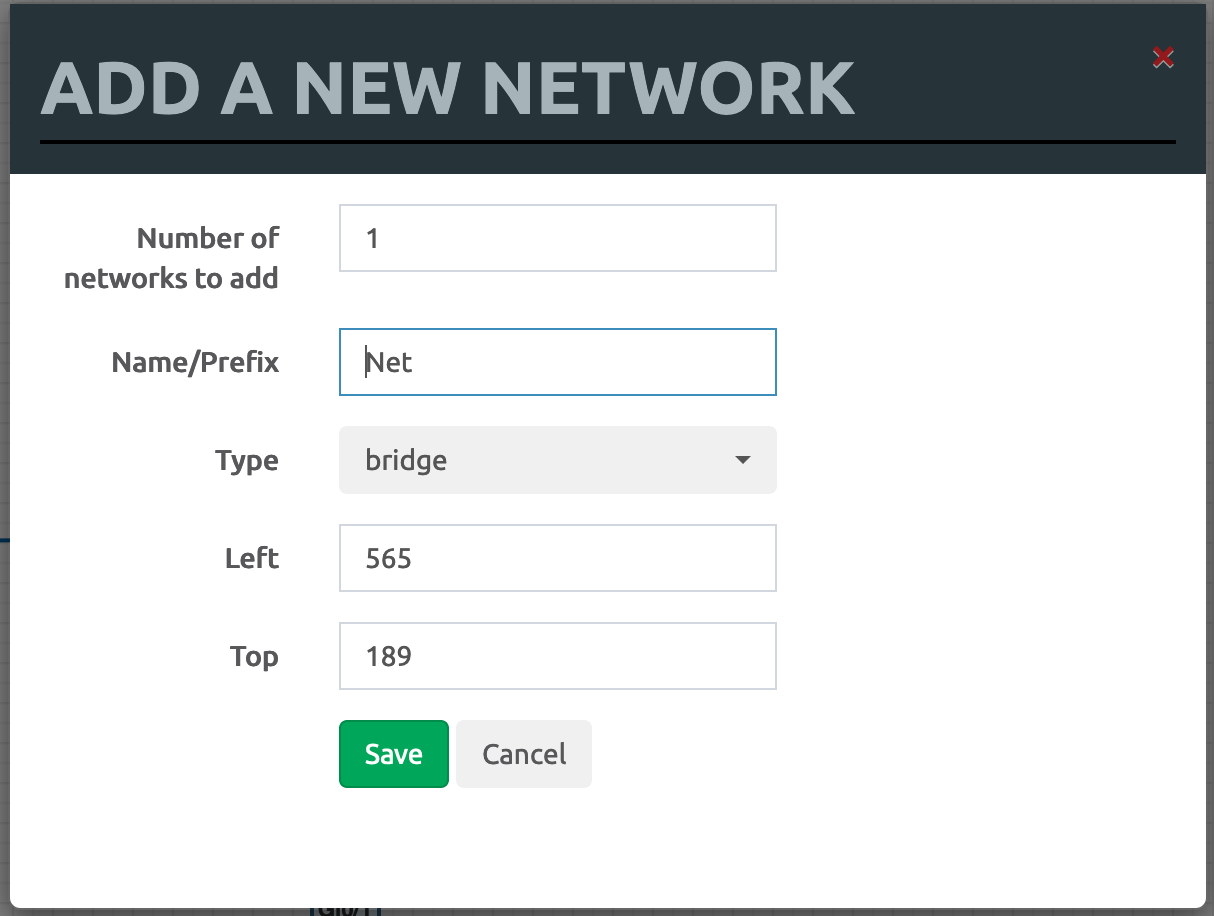 ADD A NEW NETWORK
Number of
networks to add
1
Name/Prefix
Net
Type
bridge
Left
565
Top
189
Save
Cancel